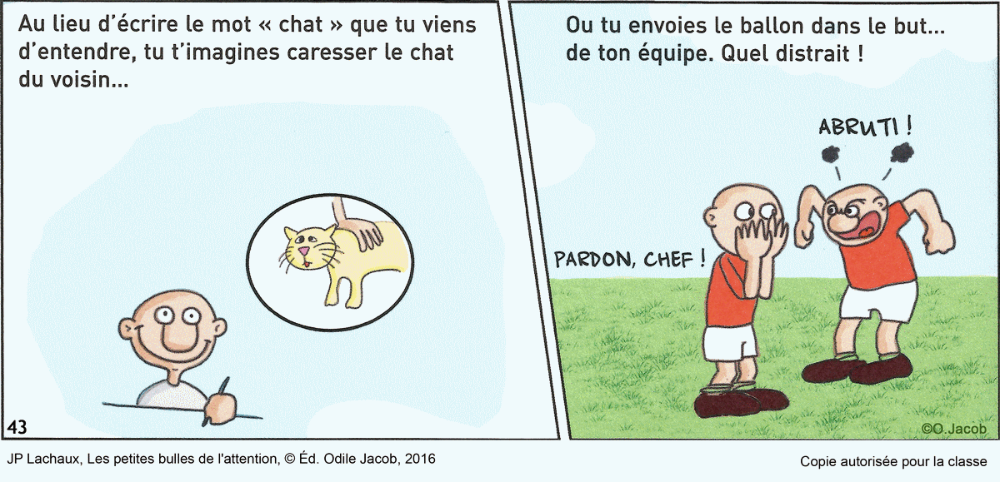 Au lieu d'écrire le mot « chat » que tu viens
d'entendre, tu t'imagines caresser le chat
du voisin...
Ou tu envoies le ballon dans le but...
de ton équipe. Quel distrait !
ABRUTI !
PARDON, CHEF !
43
©O.Jacob
JP Lachaux, Les petites bulles de l'attention, © Éd. Odile Jacob, 2016
Copie autorisée pour la classe